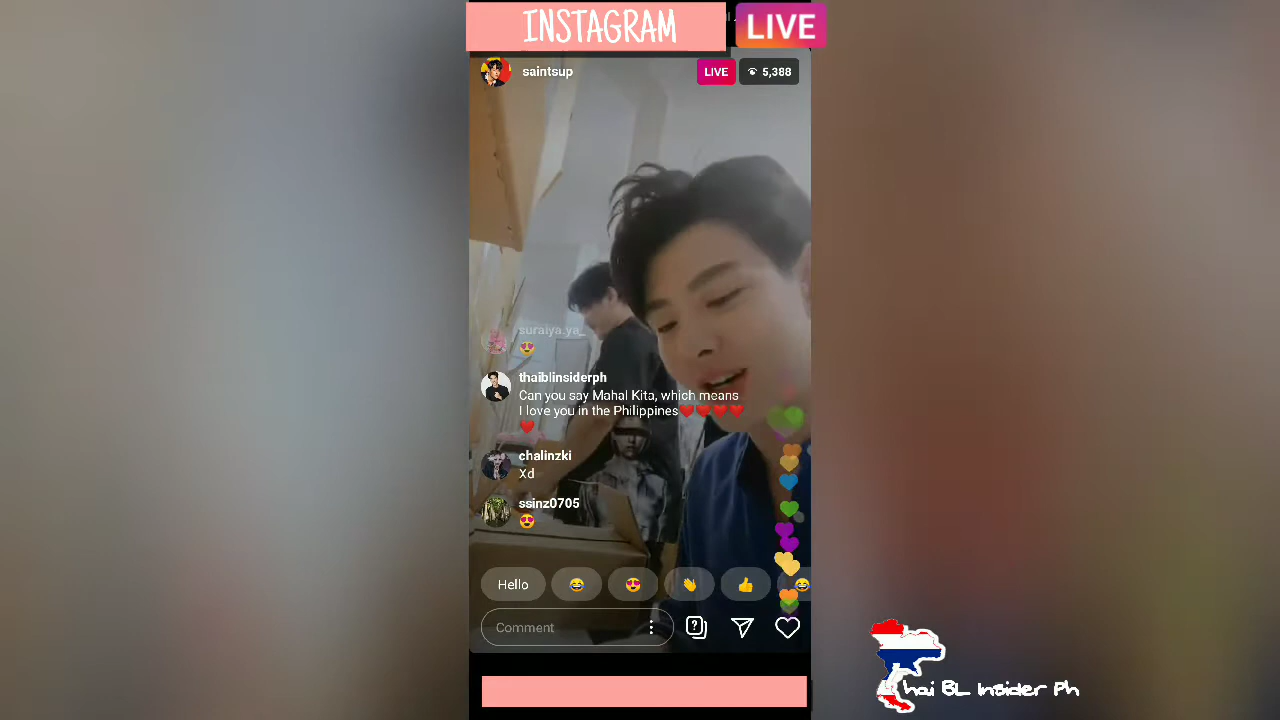 INSTAGRAM
LIVE
saintsup
LIVE
5,388
suraiya.ya_
😍
thaiblinsiderph
Can you say Mahal Kita, which means
I love you in the Philippines❤️❤️❤️❤️
❤️
chalinzki
Xd
ssinz0705
😍
Hello 😂 😍 👋 👍 😂
Comment
Thai BL Insider Ph